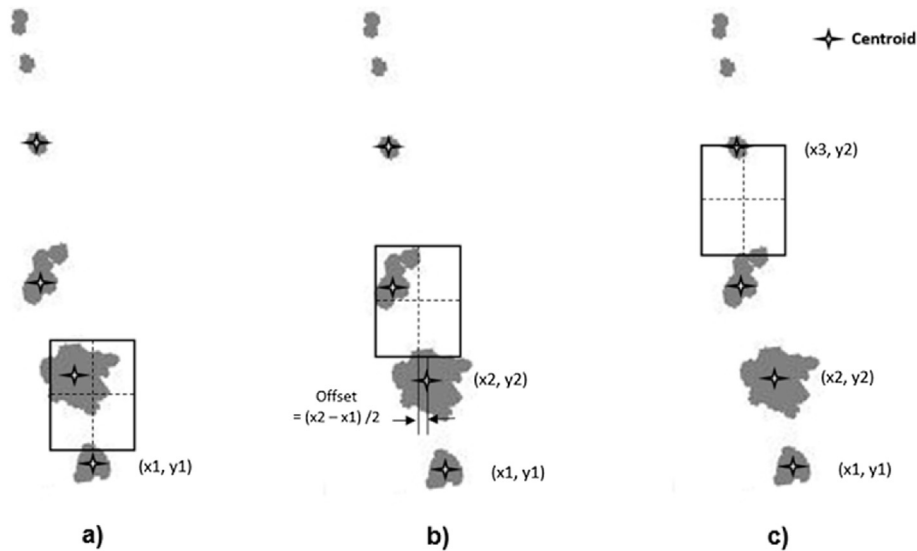 Centroid
(x3, y2)
(x2, y2)
(x2, y2)
Offset
= (x2 – x1) /2
(x1, y1)
(x1, y1)
(x1, y1)
a)
b)
c)